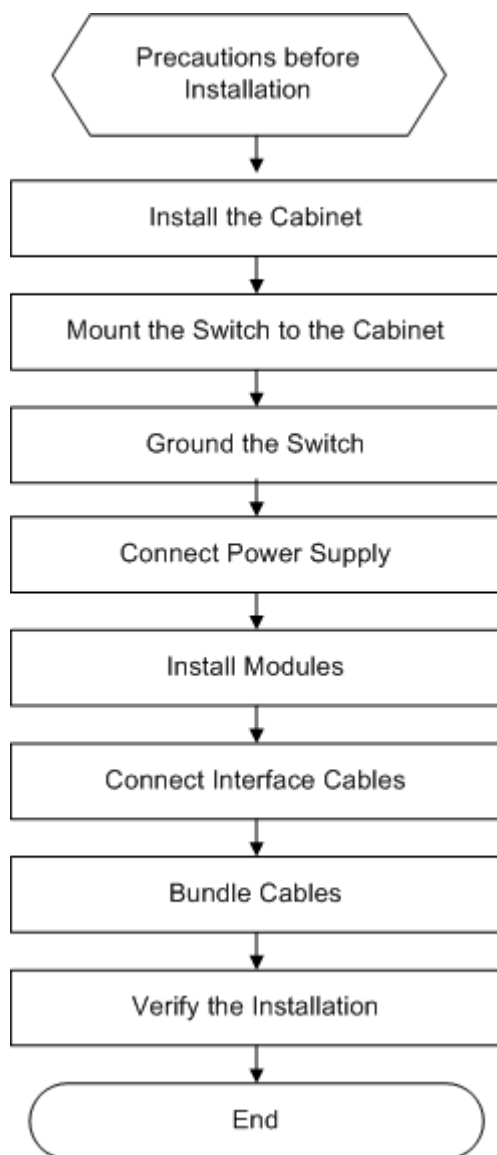 Precautions before
Installation
Install the Cabinet
Mount the Switch to the Cabinet
Ground the Switch
Connect Power Supply
Install Modules
Connect Interface Cables
Bundle Cables
Verify the Installation
End